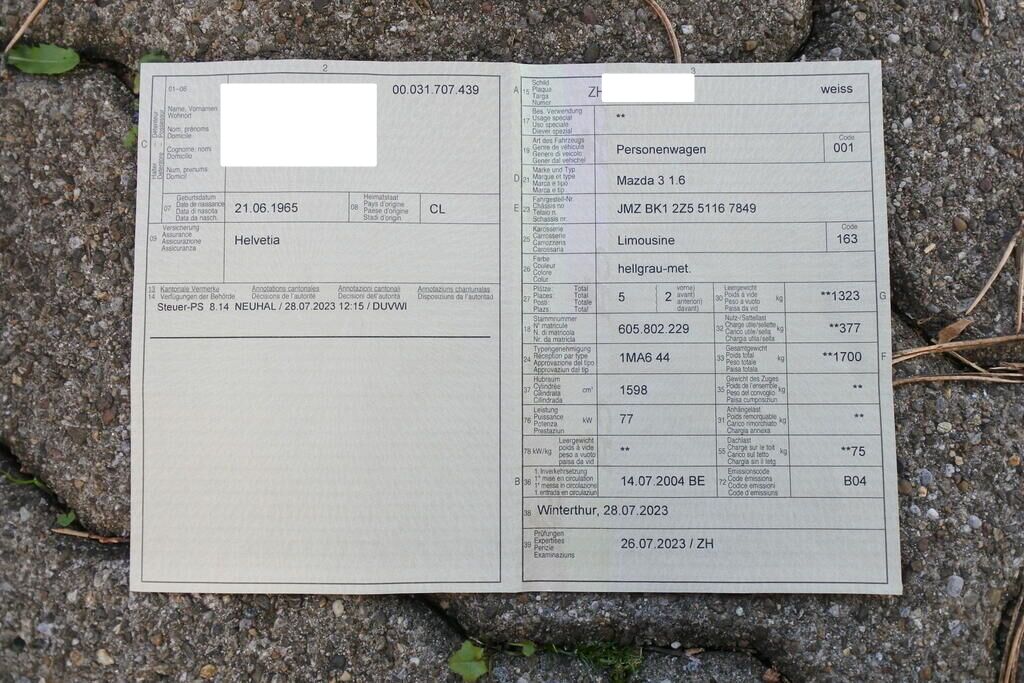 2
01-06
Name, Vornamen
Wohnort
Nom, prénoms
Domicile
Cognome, nomi
Domicilio
Num, prenums
Domicil
C
00.031.707.439
07
Geburtsdatum
Date de naissance
Data di nascita
Data da nasch.
21.06.1965
08
Heimatstaat
Pays d'origine
Paese d'origine
Stadi d'origin
CL
09
Versicherung
Assurance
Assicurazione
Assicuranza
Helvetia
13 Kantonale Vermerke Annotations cantonales Annotazioni cantonali Annotaziuns chantunalas
14 Verfügungen der Behörde Décisions de l'autorité Decisioni dell'autorità Disposiziuns da l'autoritad
Steuer-PS 8.14 NEUHAL / 28.07.2023 12:15 / DUVWI
3
A
15
Schild
Plaque
Targa
Numer
ZH
weiss
17
Bes. Verwendung
Usage spécial
Uso speciale
Diever spezial
**
19
Art des Fahrzeugs
Genre de véhicule
Genere di veicolo
Gener dal vehichel
Personenwagen
Code
001
D
21
Marke und Typ
Marque et type
Marca e tipo
Marca e tip
Mazda 3 1.6
E
23
Fahrgestell-Nr.
Châssis no
Telaio n.
Schassis nr.
JMZ BK1 2Z5 5116 7849
25
Karosserie
Carrosserie
Carrozzeria
Carossaria
Limousine
Code
163
26
Farbe
Couleur
Colore
Colur
hellgrau-met.
27
Plätze: Total
Places: Total
Posti: Totale
Plazs: Total
5
2
vorne)
avant)
anteriori)
davant)
30
Leergewicht
Poids à vide
Peso a vuoto
Paisa da vid
kg
**1323
G
18
Stammnummer
N° matricule
N. di matricola
Nr. da matricla
605.802.229
32
Nutz-/Sattellast
Charge utile/sellette
Carico utile/sella
Chargia utila/sella
kg
**377
24
Typengenehmigung
Réception par type
Approvazione del tipo
Approvaziun dal tip
1MA6 44
33
Gesamtgewicht
Poids total
Peso totale
Paisa totala
kg
**1700
F
37
Hubraum
Cylindrée
Cilindrata
Cilindrada
cm³
1598
35
Gewicht des Zuges
Poids de l'ensemble
Peso del convoglio
Paisa cumposiziun
kg
**
76
Leistung
Puissance
Potenza
Prestaziun
kW
77
31
Anhängelast
Poids remorquable
Carico rimorchiato
Chargia annexa
kg
**
78 kW/kg
Leergewicht
poids à vide
peso a vuoto
paisa da vid
**
55
Dachlast
Charge sur le toit
Carico sul tetto
Chargia sin il tetg
kg
**75
B
36
1. Inverkehrsetzung
1° mise en circulation
1° messa in circolazione
1. entrada en circulaziun
14.07.2004 BE
72
Emissionscode
Code émissions
Codice emissioni
Code d'emissiuns
B04
38
Winterthur, 28.07.2023
39
Prüfungen
Expertises
Perizie
Examinaziuns
26.07.2023 / ZH